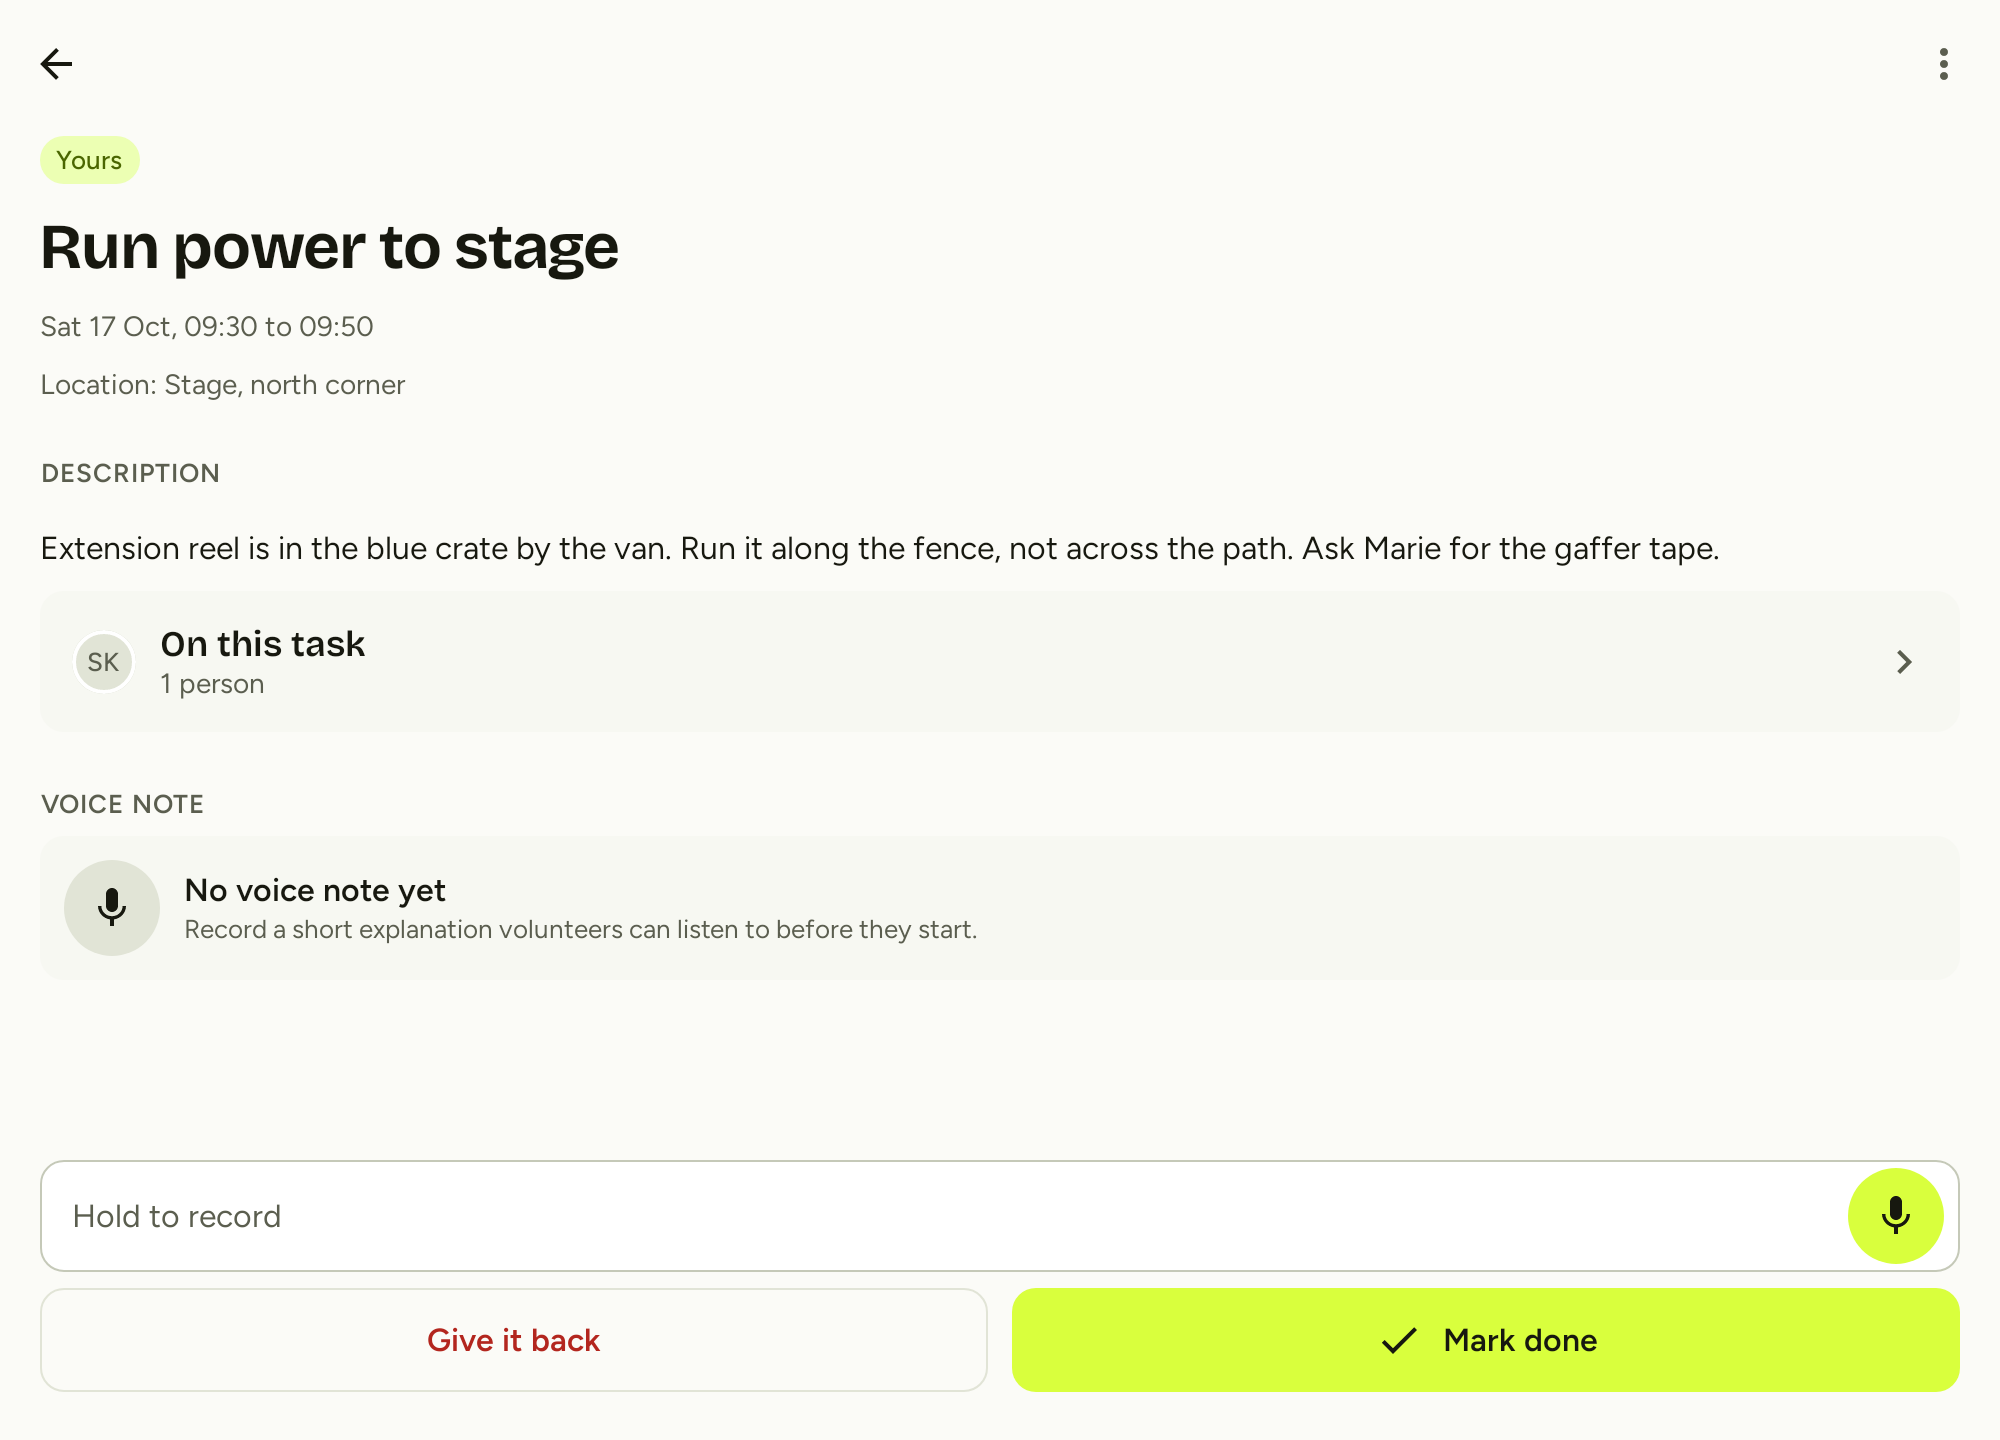 Yours
Run power to stage
Sat 17 Oct, 09:30 to 09:50
Location: Stage, north corner
DESCRIPTION
Extension reel is in the blue crate by the van. Run it along the fence, not across the path. Ask Marie for the gaffer tape.
SK
On this task
1 person
VOICE NOTE
No voice note yet
Record a short explanation volunteers can listen to before they start.
Hold to record
Give it back
Mark done